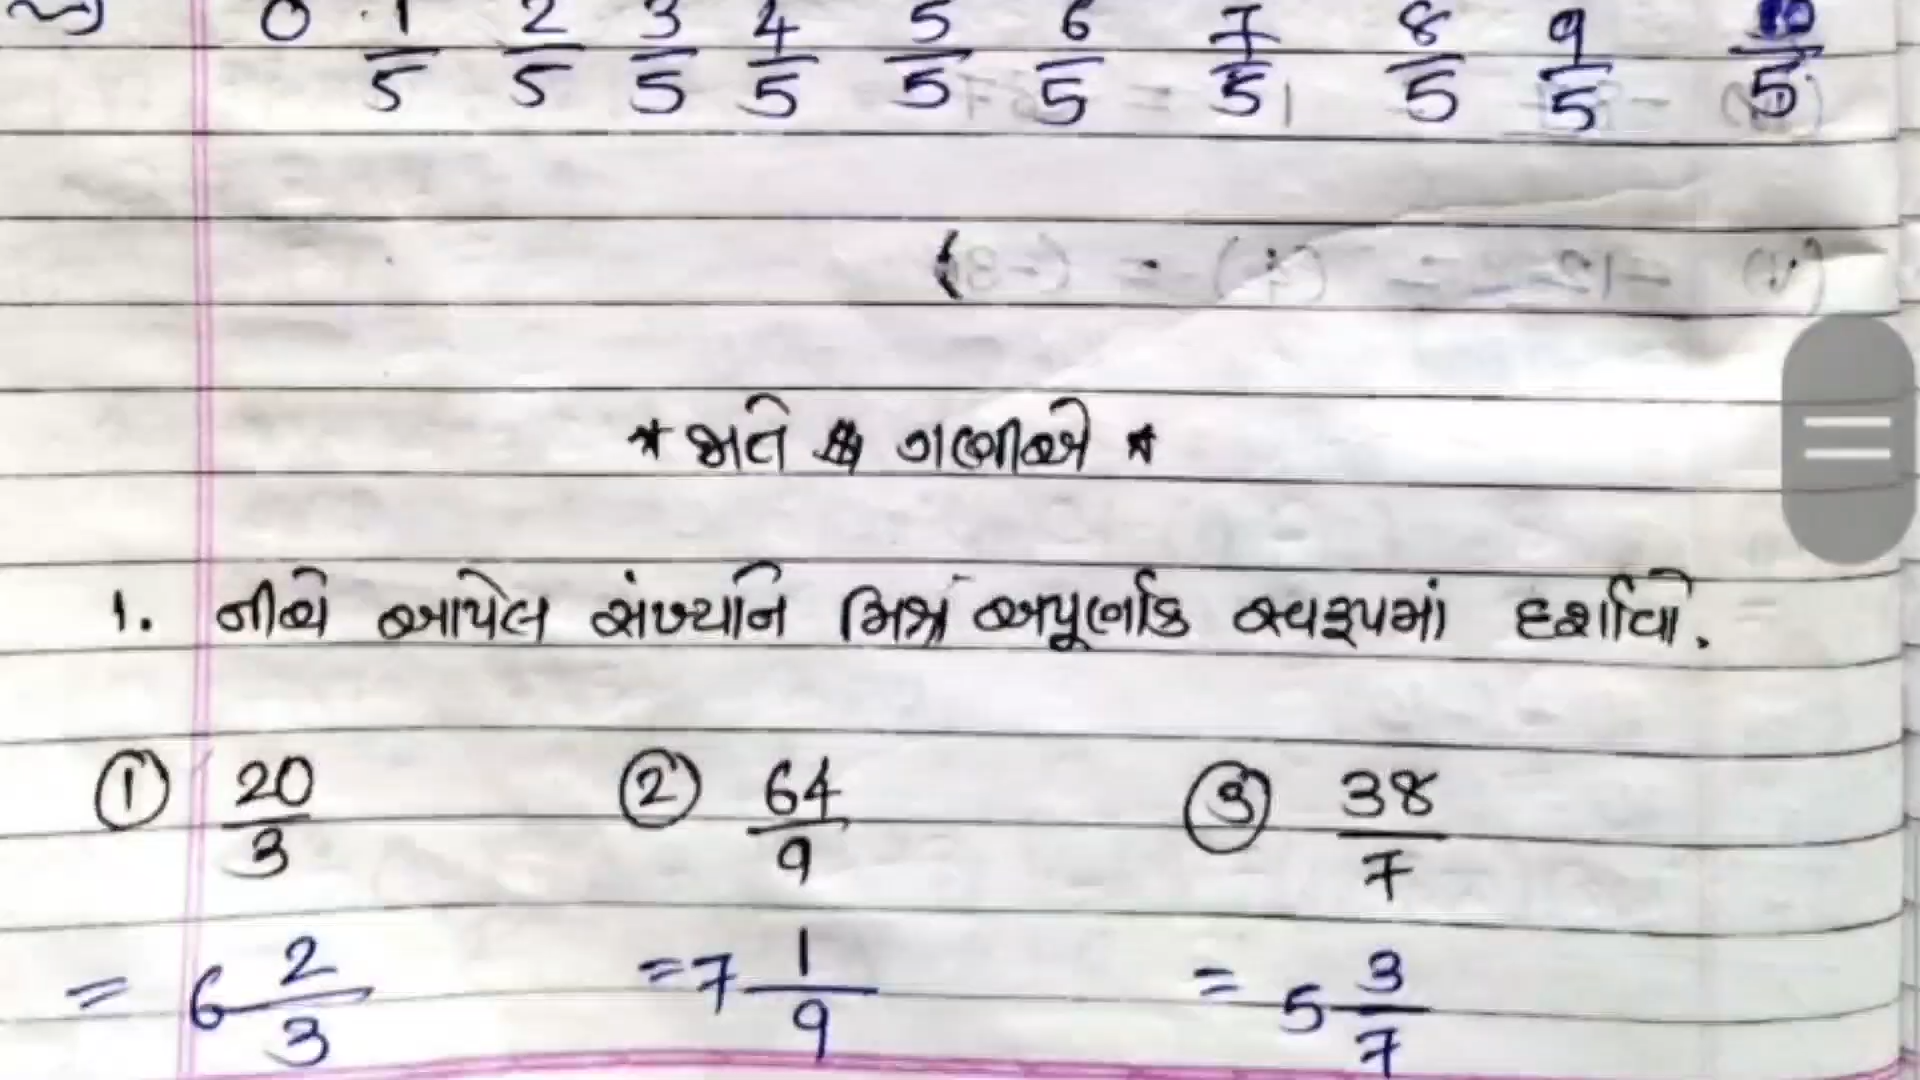 0 1/5 2/5 3/5 4/5 5/5 6/5 7/5 8/5 9/5 10/5
* જાતે ગણીએ *
1. નીચે આપેલ સંખ્યાને મિશ્ર અપૂર્ણાંક સ્વરૂપમાં દર્શાવો.
① 20/3 ② 64/9 ③ 38/7
= 6 2/3 = 7 1/9 = 5 3/7